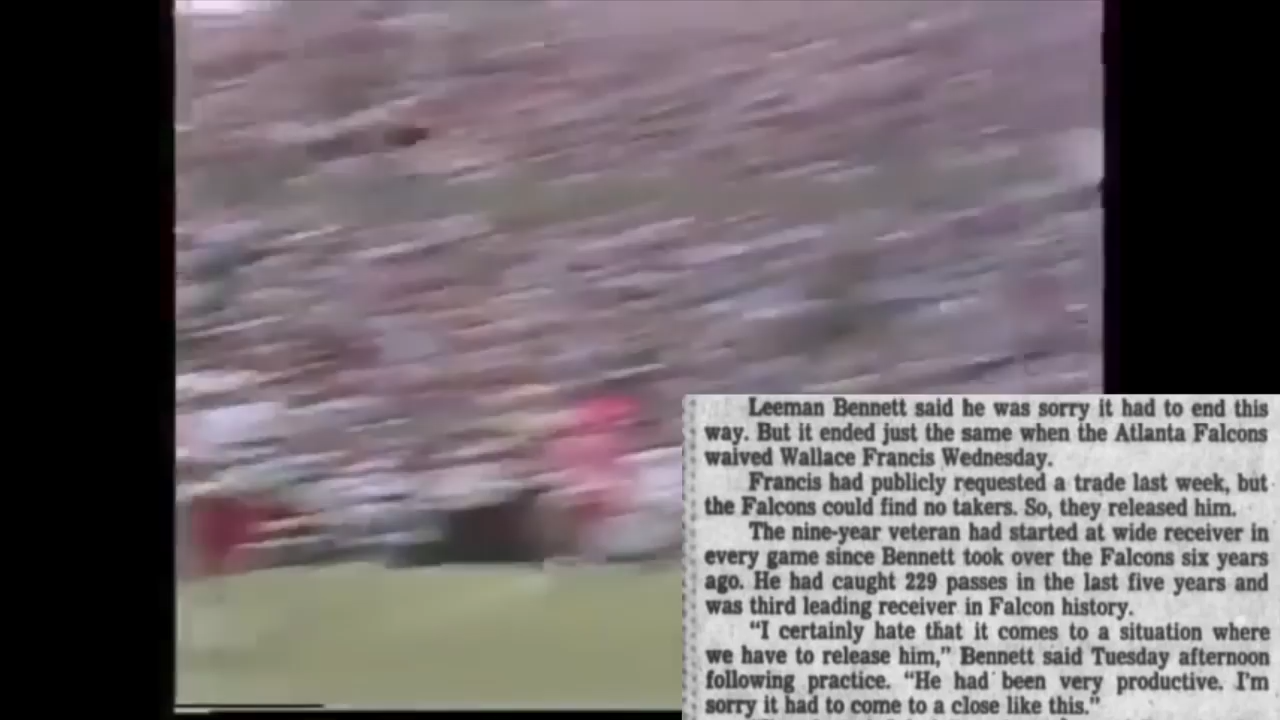 Leeman Bennett said he was sorry it had to end this
way. But it ended just the same when the Atlanta Falcons
waived Wallace Francis Wednesday.
Francis had publicly requested a trade last week, but
the Falcons could find no takers. So, they released him.
The nine-year veteran had started at wide receiver in
every game since Bennett took over the Falcons six years
ago. He had caught 229 passes in the last five years and
was third leading receiver in Falcon history.
"I certainly hate that it comes to a situation where
we have to release him," Bennett said Tuesday afternoon
following practice. "He had been very productive. I'm
sorry it had to come to a close like this."